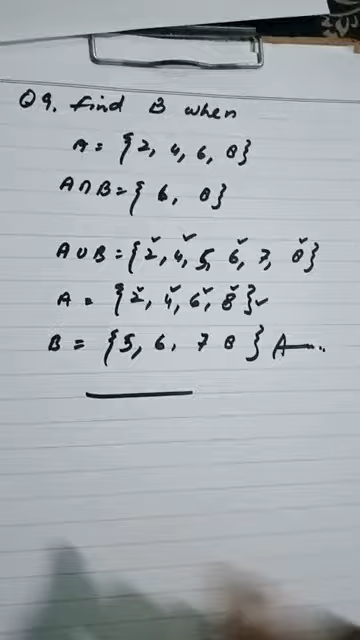 Q9. find B when
A = {2, 4, 6, 8}
A∩B = {6, 8}
A∪B = {2, 4, 5, 6, 7, 8}
A = {2, 4, 6, 8}
B = {5, 6, 7 8}